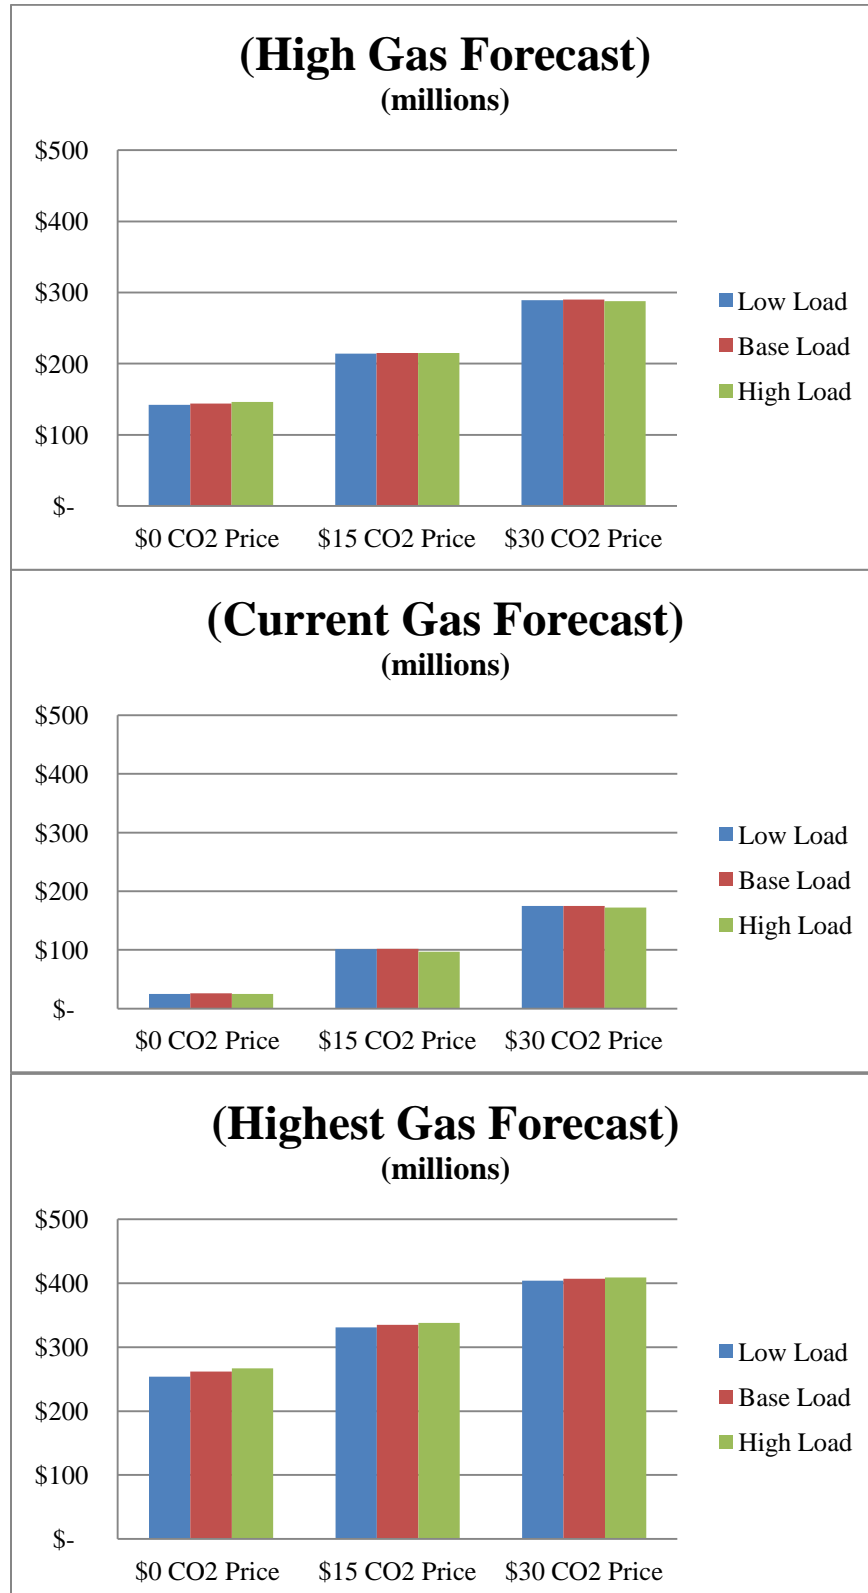 (High Gas Forecast)
(millions)
$500
$400
$300
$200
$100
$-
$0 CO2 Price $15 CO2 Price $30 CO2 Price
Low Load
Base Load
High Load
(Current Gas Forecast)
(millions)
$500
$400
$300
$200
$100
$-
$0 CO2 Price $15 CO2 Price $30 CO2 Price
Low Load
Base Load
High Load
(Highest Gas Forecast)
(millions)
$500
$400
$300
$200
$100
$-
$0 CO2 Price $15 CO2 Price $30 CO2 Price
Low Load
Base Load
High Load